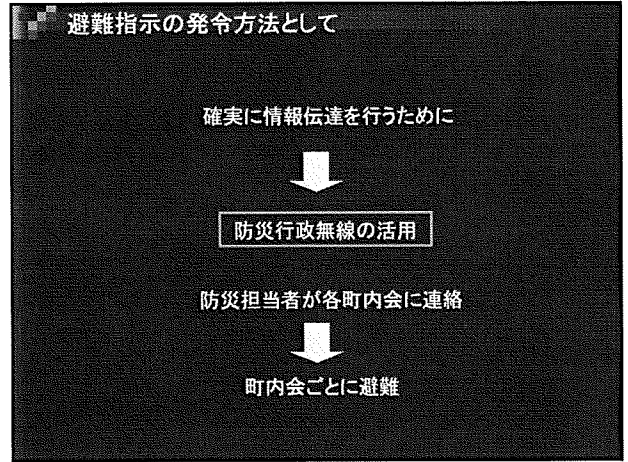 避難指示の発令方法として
確実に情報伝達を行うために
防災行政無線の活用
防災担当者が各町内会に連絡
町内会ごとに避難